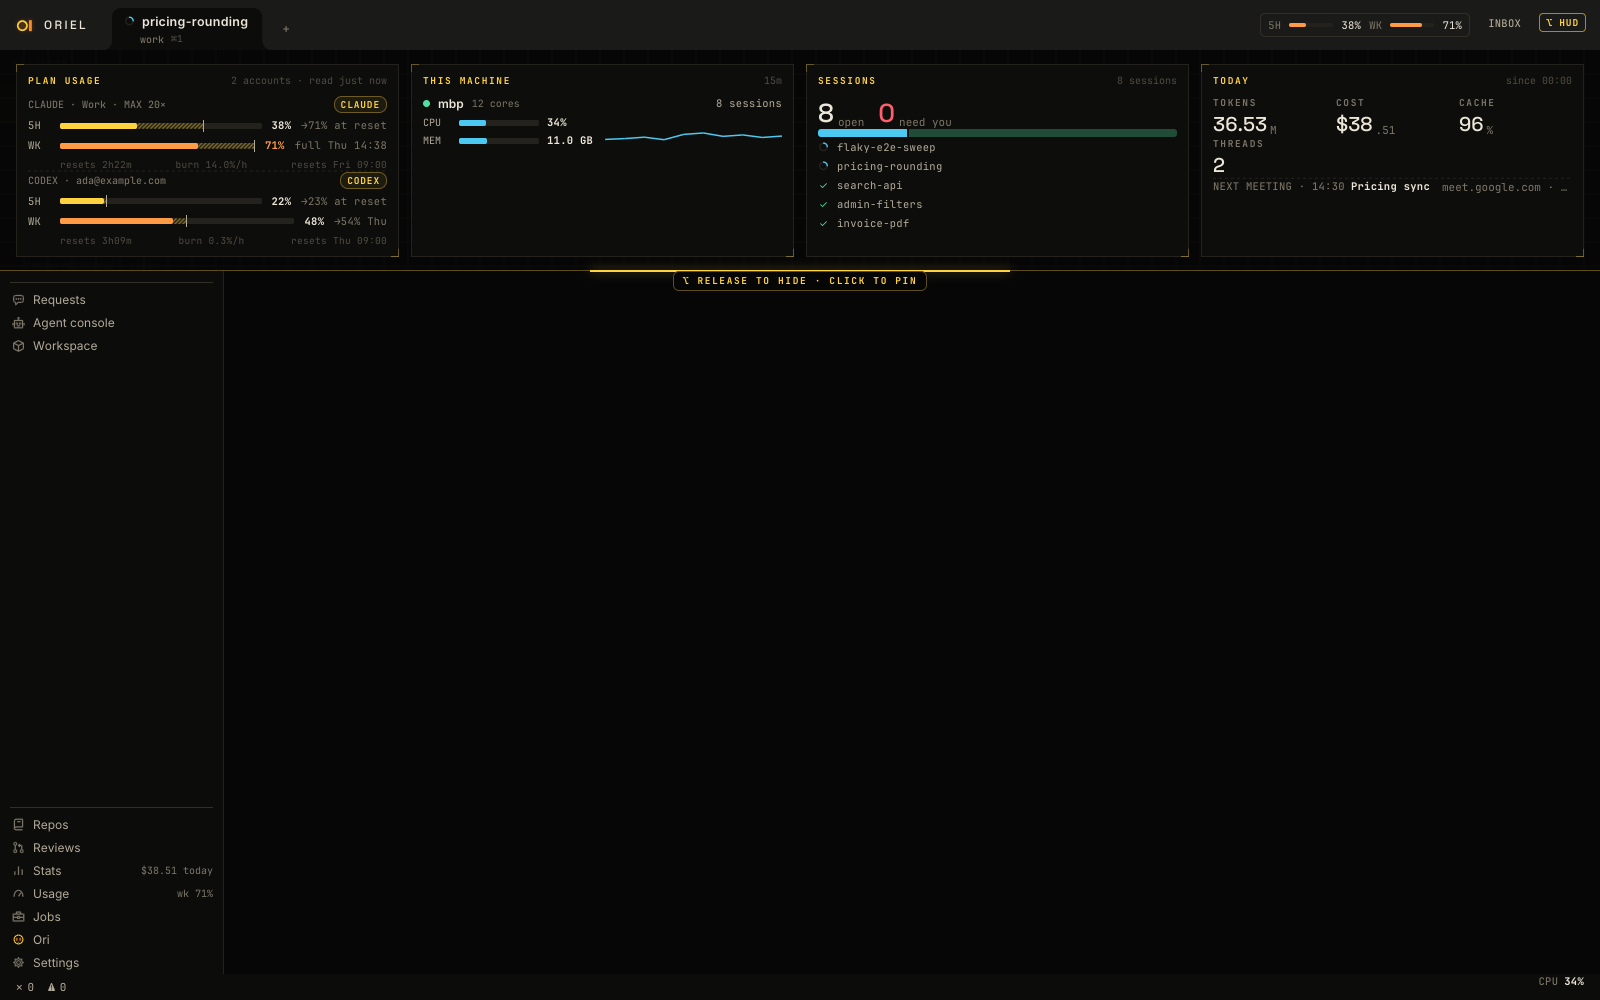 ORIEL
pricing-rounding
work ⌘1
+
5H 38% WK 71%
INBOX
⌥ HUD
PLAN USAGE
2 accounts · read just now
CLAUDE · Work · MAX 20×
CLAUDE
5H 38% →71% at reset
WK 71% full Thu 14:38
resets 2h22m burn 14.0%/h resets Fri 09:00
CODEX · ada@example.com
CODEX
5H 22% →23% at reset
WK 48% →54% Thu
resets 3h09m burn 0.3%/h resets Thu 09:00
THIS MACHINE
15m
mbp 12 cores
8 sessions
CPU 34%
MEM 11.0 GB
SESSIONS
8 sessions
8 open 0 need you
flaky-e2e-sweep
pricing-rounding
✓ search-api
✓ admin-filters
✓ invoice-pdf
TODAY
since 00:00
TOKENS COST CACHE
36.53 M $38 .51 96 %
THREADS
2
NEXT MEETING · 14:30 Pricing sync meet.google.com · …
⌥ RELEASE TO HIDE · CLICK TO PIN
Requests
Agent console
Workspace
Repos
Reviews
Stats $38.51 today
Usage wk 71%
Jobs
Ori
Settings
× 0 ▲ 0
CPU 34%